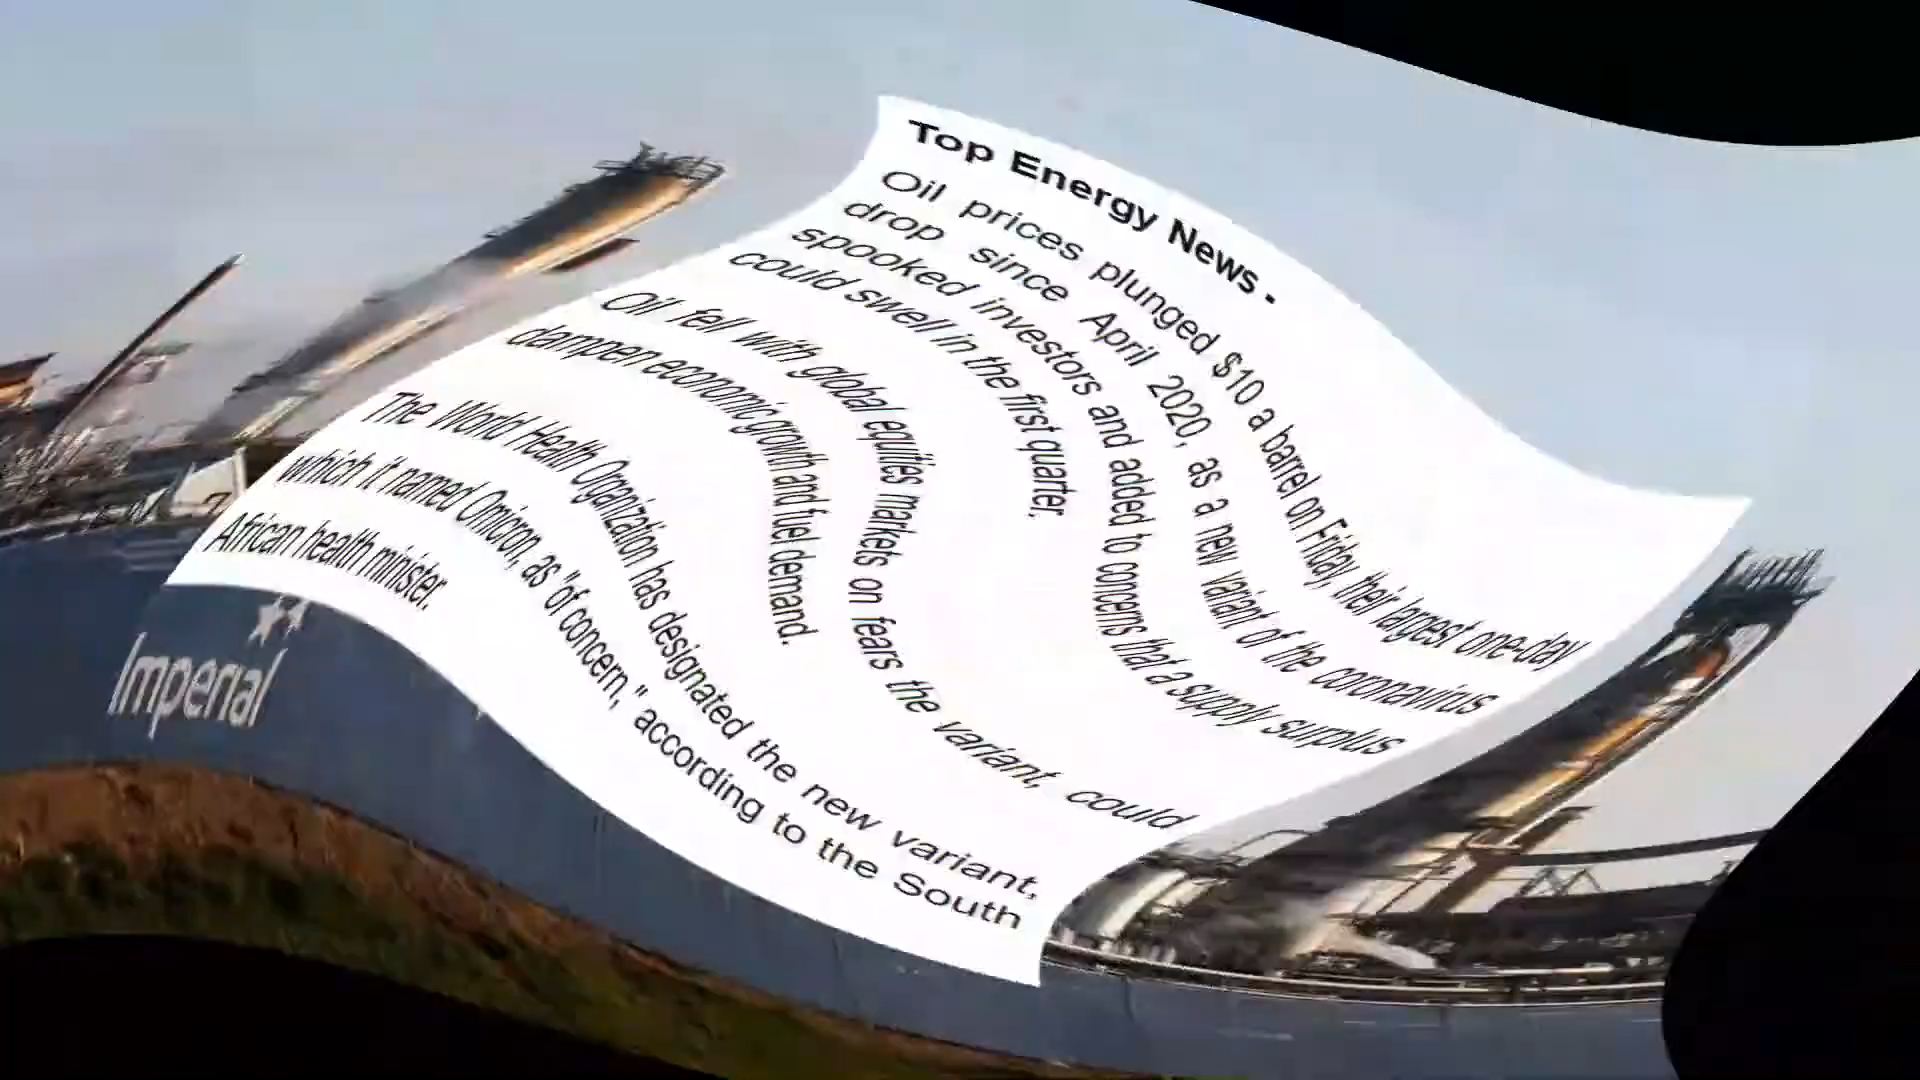 Top Energy News -
Oil prices plunged $10 a barrel on Friday, their largest one-day
drop since April 2020, as a new variant of the coronavirus
spooked investors and added to concerns that a supply surplus
could swell in the first quarter.
Oil fell with global equities markets on fears the variant, could
dampen economic growth and fuel demand.
The World Health Organization has designated the new variant,
which it named Omicron, as "of concern," according to the South
African health minister.
Imperial